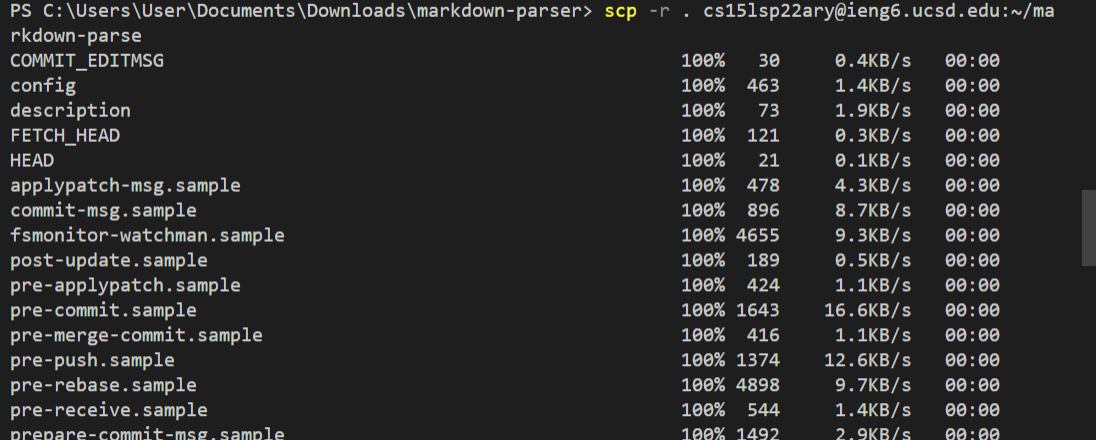 PS C:\Users\User\Documents\Downloads\markdown-parser> scp -r . cs15lsp22ary@ieng6.ucsd.edu:~/ma
rkdown-parse
COMMIT_EDITMSG 100% 30 0.4KB/s 00:00
config 100% 463 1.4KB/s 00:00
description 100% 73 1.9KB/s 00:00
FETCH_HEAD 100% 121 0.3KB/s 00:00
HEAD 100% 21 0.1KB/s 00:00
applypatch-msg.sample 100% 478 4.3KB/s 00:00
commit-msg.sample 100% 896 8.7KB/s 00:00
fsmonitor-watchman.sample 100% 4655 9.3KB/s 00:00
post-update.sample 100% 189 0.5KB/s 00:00
pre-applypatch.sample 100% 424 1.1KB/s 00:00
pre-commit.sample 100% 1643 16.6KB/s 00:00
pre-merge-commit.sample 100% 416 1.1KB/s 00:00
pre-push.sample 100% 1374 12.6KB/s 00:00
pre-rebase.sample 100% 4898 9.7KB/s 00:00
pre-receive.sample 100% 544 1.4KB/s 00:00
prepare-commit-msg.sample 100% 1492 2.9KB/s 00:00